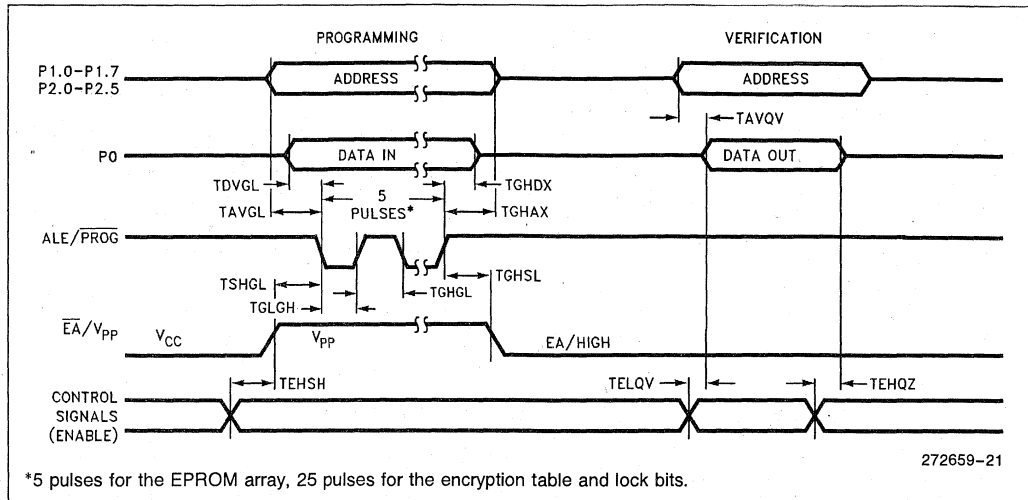 PROGRAMMING VERIFICATION
P1.0–P1.7
P2.0–P2.5
ADDRESS ADDRESS
TAVQV
P0 DATA IN DATA OUT
TDVGL 5 TGHDX
TAVGL PULSES* TGHAX
ALE/PROG
TSHGL TGHSL
TGLGH TGHGL
EA/VPP VCC VPP EA/HIGH
TEHSH TELQV TEHQZ
CONTROL
SIGNALS
(ENABLE)
272659–21
*5 pulses for the EPROM array, 25 pulses for the encryption table and lock bits.